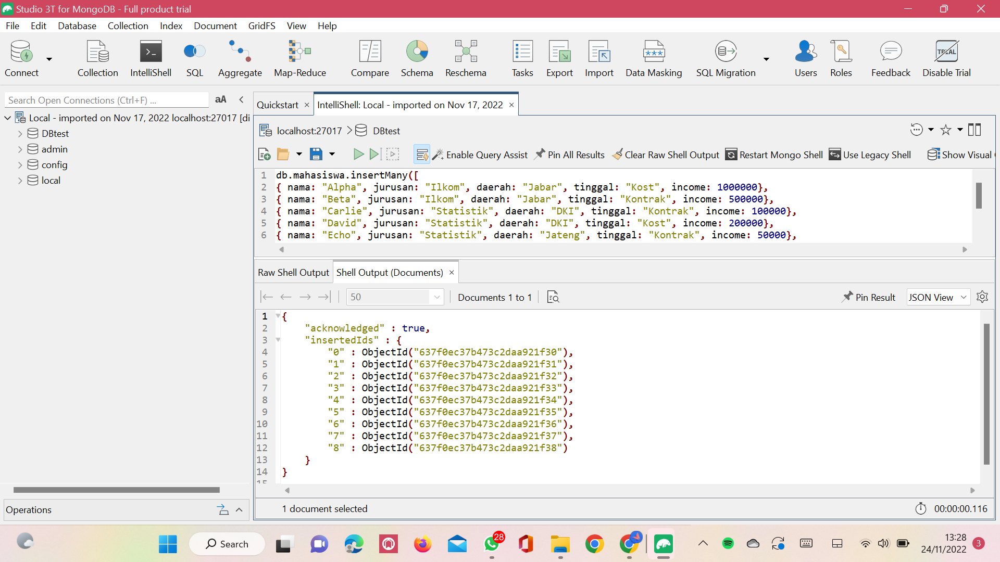 Studio 3T for MongoDB - Full product trial
File Edit Database Collection Index Document GridFS View Help
Connect Collection IntelliShell SQL Aggregate Map-Reduce Compare Schema Reschema Tasks Export Import Data Masking SQL Migration Users Roles Feedback Disable Trial
TRIAL
Search Open Connections (Ctrl+F) ... aA
Quickstart × IntelliShell: Local - imported on Nov 17, 2022 ×
Local - imported on Nov 17, 2022 localhost:27017 [di
DBtest
admin
config
local
localhost:27017 > DBtest
Enable Query Assist Pin All Results Clear Raw Shell Output Restart Mongo Shell Use Legacy Shell Show Visual
1 db.mahasiswa.insertMany([
2 { nama: "Alpha", jurusan: "Ilkom", daerah: "Jabar", tinggal: "Kost", income: 1000000},
3 { nama: "Beta", jurusan: "Ilkom", daerah: "Jabar", tinggal: "Kontrak", income: 500000},
4 { nama: "Carlie", jurusan: "Statistik", daerah: "DKI", tinggal: "Kontrak", income: 100000},
5 { nama: "David", jurusan: "Statistik", daerah: "DKI", tinggal: "Kost", income: 200000},
6 { nama: "Echo", jurusan: "Statistik", daerah: "Jateng", tinggal: "Kontrak", income: 50000},
Raw Shell Output Shell Output (Documents) ×
50 Documents 1 to 1 Pin Result JSON View
1 {
2 "acknowledged" : true,
3 "insertedIds" : {
4 "0" : ObjectId("637f0ec37b473c2daa921f30"),
5 "1" : ObjectId("637f0ec37b473c2daa921f31"),
6 "2" : ObjectId("637f0ec37b473c2daa921f32"),
7 "3" : ObjectId("637f0ec37b473c2daa921f33"),
8 "4" : ObjectId("637f0ec37b473c2daa921f34"),
9 "5" : ObjectId("637f0ec37b473c2daa921f35"),
10 "6" : ObjectId("637f0ec37b473c2daa921f36"),
11 "7" : ObjectId("637f0ec37b473c2daa921f37"),
12 "8" : ObjectId("637f0ec37b473c2daa921f38")
13 }
14 }
15
Operations
1 document selected 00:00:00.116
Search 28 13:28
24/11/2022 3